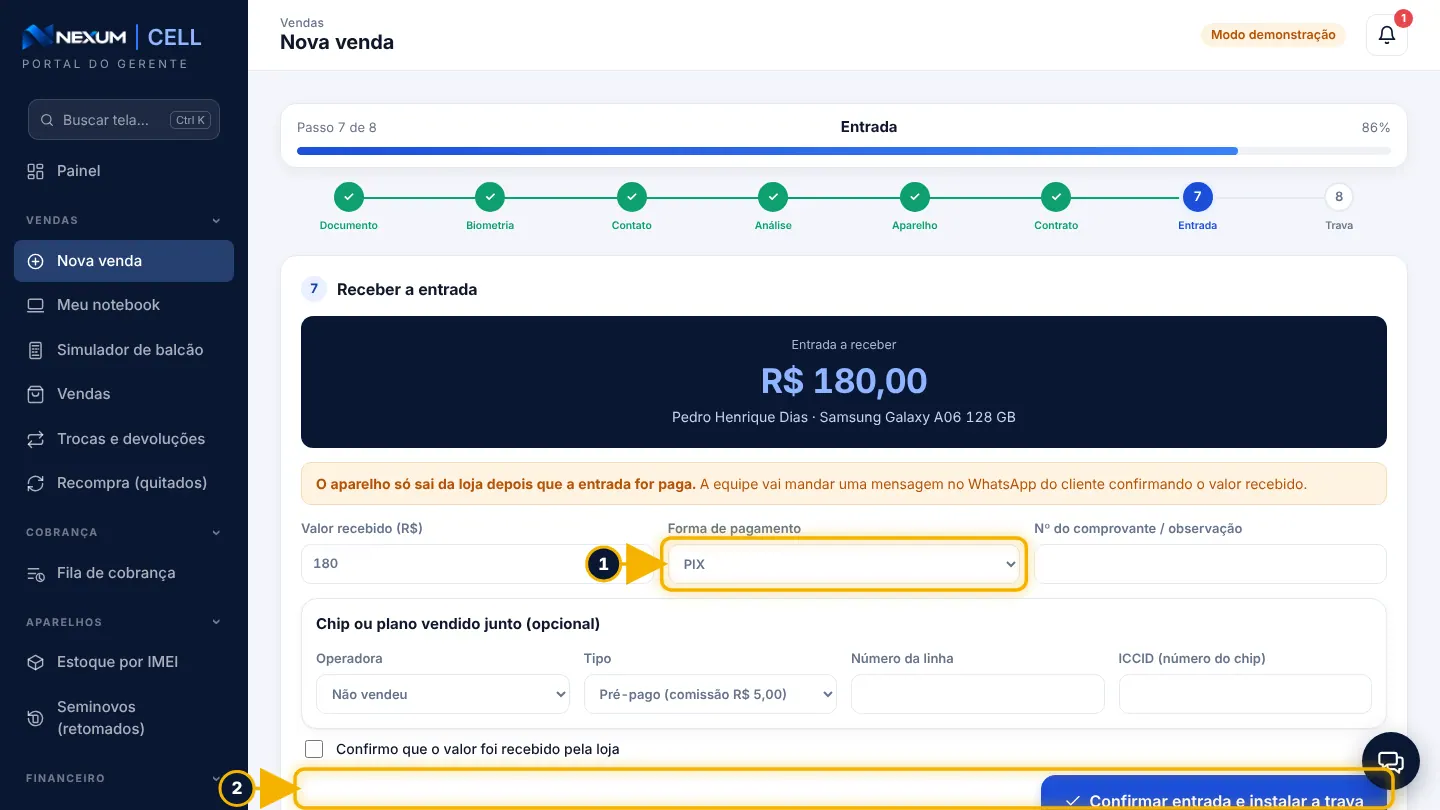 NEXUM | CELL
PORTAL DO GERENTE
Buscar tela... Ctrl K
Painel
VENDAS
Nova venda
Meu notebook
Simulador de balcão
Vendas
Trocas e devoluções
Recompra (quitados)
COBRANÇA
Fila de cobrança
APARELHOS
Estoque por IMEI
Seminovos
(retomados)
FINANCEIRO
Vendas
Nova venda
Modo demonstração
1
Passo 7 de 8
Entrada
86%
7
8
Documento
Biometria
Contato
Análise
Aparelho
Contrato
Entrada
Trava
7 Receber a entrada
Entrada a receber
R$ 180,00
Pedro Henrique Dias · Samsung Galaxy A06 128 GB
O aparelho só sai da loja depois que a entrada for paga. A equipe vai mandar uma mensagem no WhatsApp do cliente confirmando o valor recebido.
Valor recebido (R$)
Forma de pagamento
Nº do comprovante / observação
180
1
PIX
Chip ou plano vendido junto (opcional)
Operadora
Tipo
Número da linha
ICCID (número do chip)
Não vendeu
Pré-pago (comissão R$ 5,00)
Confirmo que o valor foi recebido pela loja
2
Confirmar entrada e instalar a trava